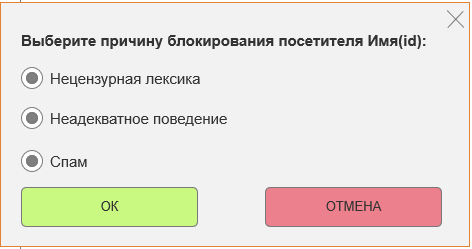 Выберите причину блокирования посетителя Имя(id):
Нецензурная лексика
Неадекватное поведение
Спам
ОК
ОТМЕНА